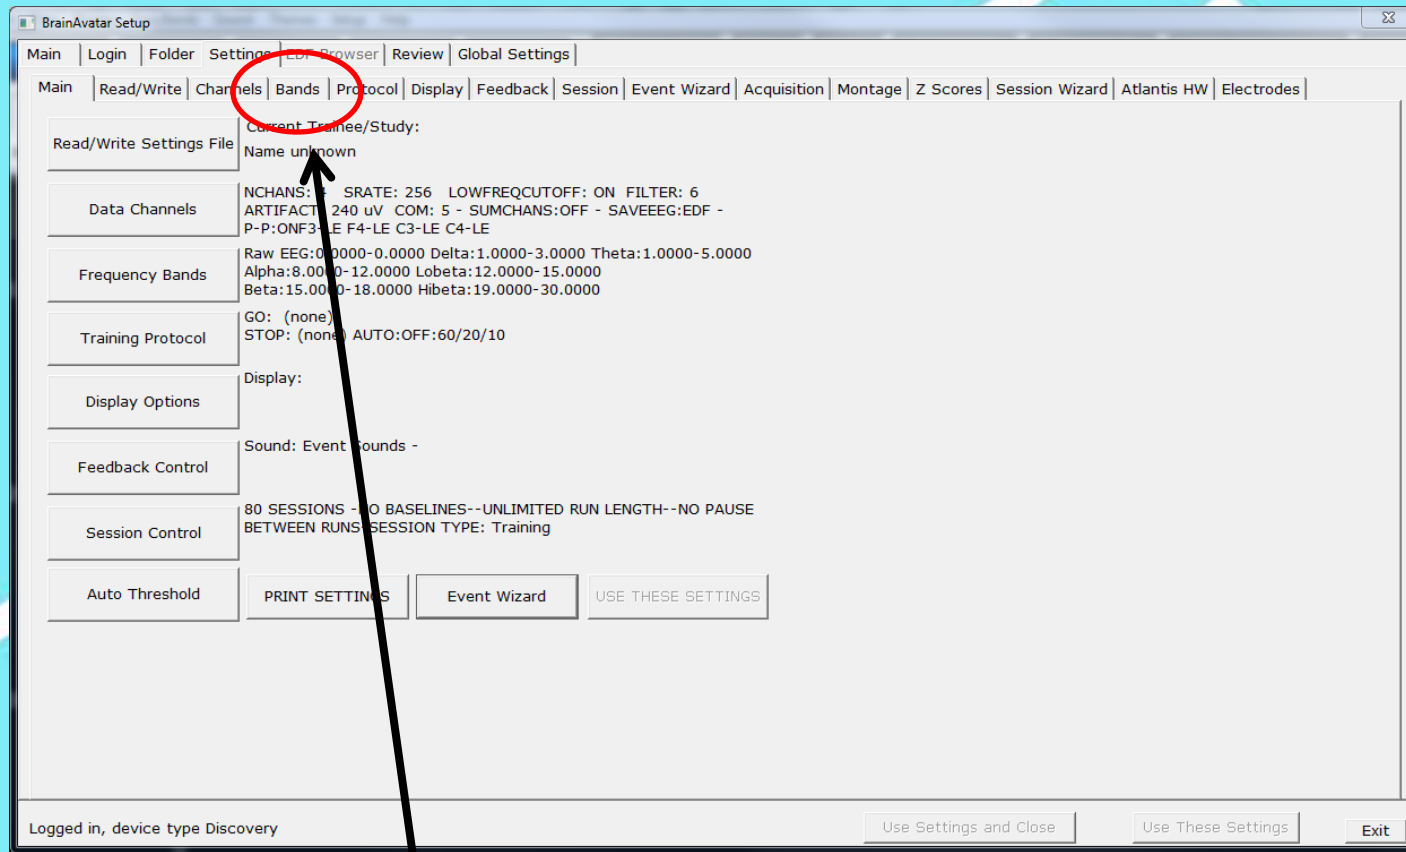 BrainAvatar Setup
Main Login Folder Settings EDF Browser Review Global Settings
Main Read/Write Channels Bands Protocol Display Feedback Session Event Wizard Acquisition Montage Z Scores Session Wizard Atlantis HW Electrodes
Read/Write Settings File
Current Trainee/Study:
Name unknown
Data Channels
NCHANS: 4 SRATE: 256 LOWFREQCUTOFF: ON FILTER: 6
ARTIFACT: 240 uV COM: 5 - SUMCHANS:OFF - SAVEEEG:EDF -
P-P:ONF3-LE F4-LE C3-LE C4-LE
Frequency Bands
Raw EEG:0.0000-0.0000 Delta:1.0000-3.0000 Theta:1.0000-5.0000
Alpha:8.0000-12.0000 Lobeta:12.0000-15.0000
Beta:15.0000-18.0000 Hibeta:19.0000-30.0000
Training Protocol
GO: (none)
STOP: (none) AUTO:OFF:60/20/10
Display Options
Display:
Feedback Control
Sound: Event Sounds -
Session Control
80 SESSIONS -NO BASELINES--UNLIMITED RUN LENGTH--NO PAUSE
BETWEEN RUNS-SESSION TYPE: Training
Auto Threshold
PRINT SETTINGS Event Wizard USE THESE SETTINGS
Logged in, device type Discovery
Use Settings and Close Use These Settings Exit